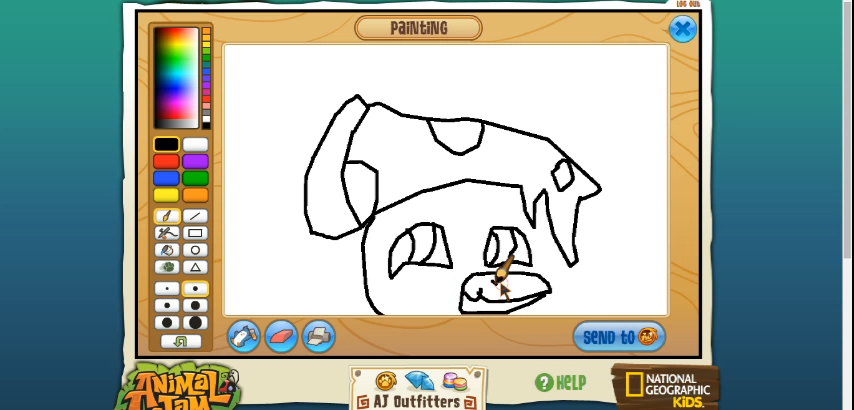 LOG OUT
PAINTING
SEND TO
ANIMAL
JAM
AJ Outfitters
? HELP
NATIONAL
GEOGRAPHIC
KiDS.